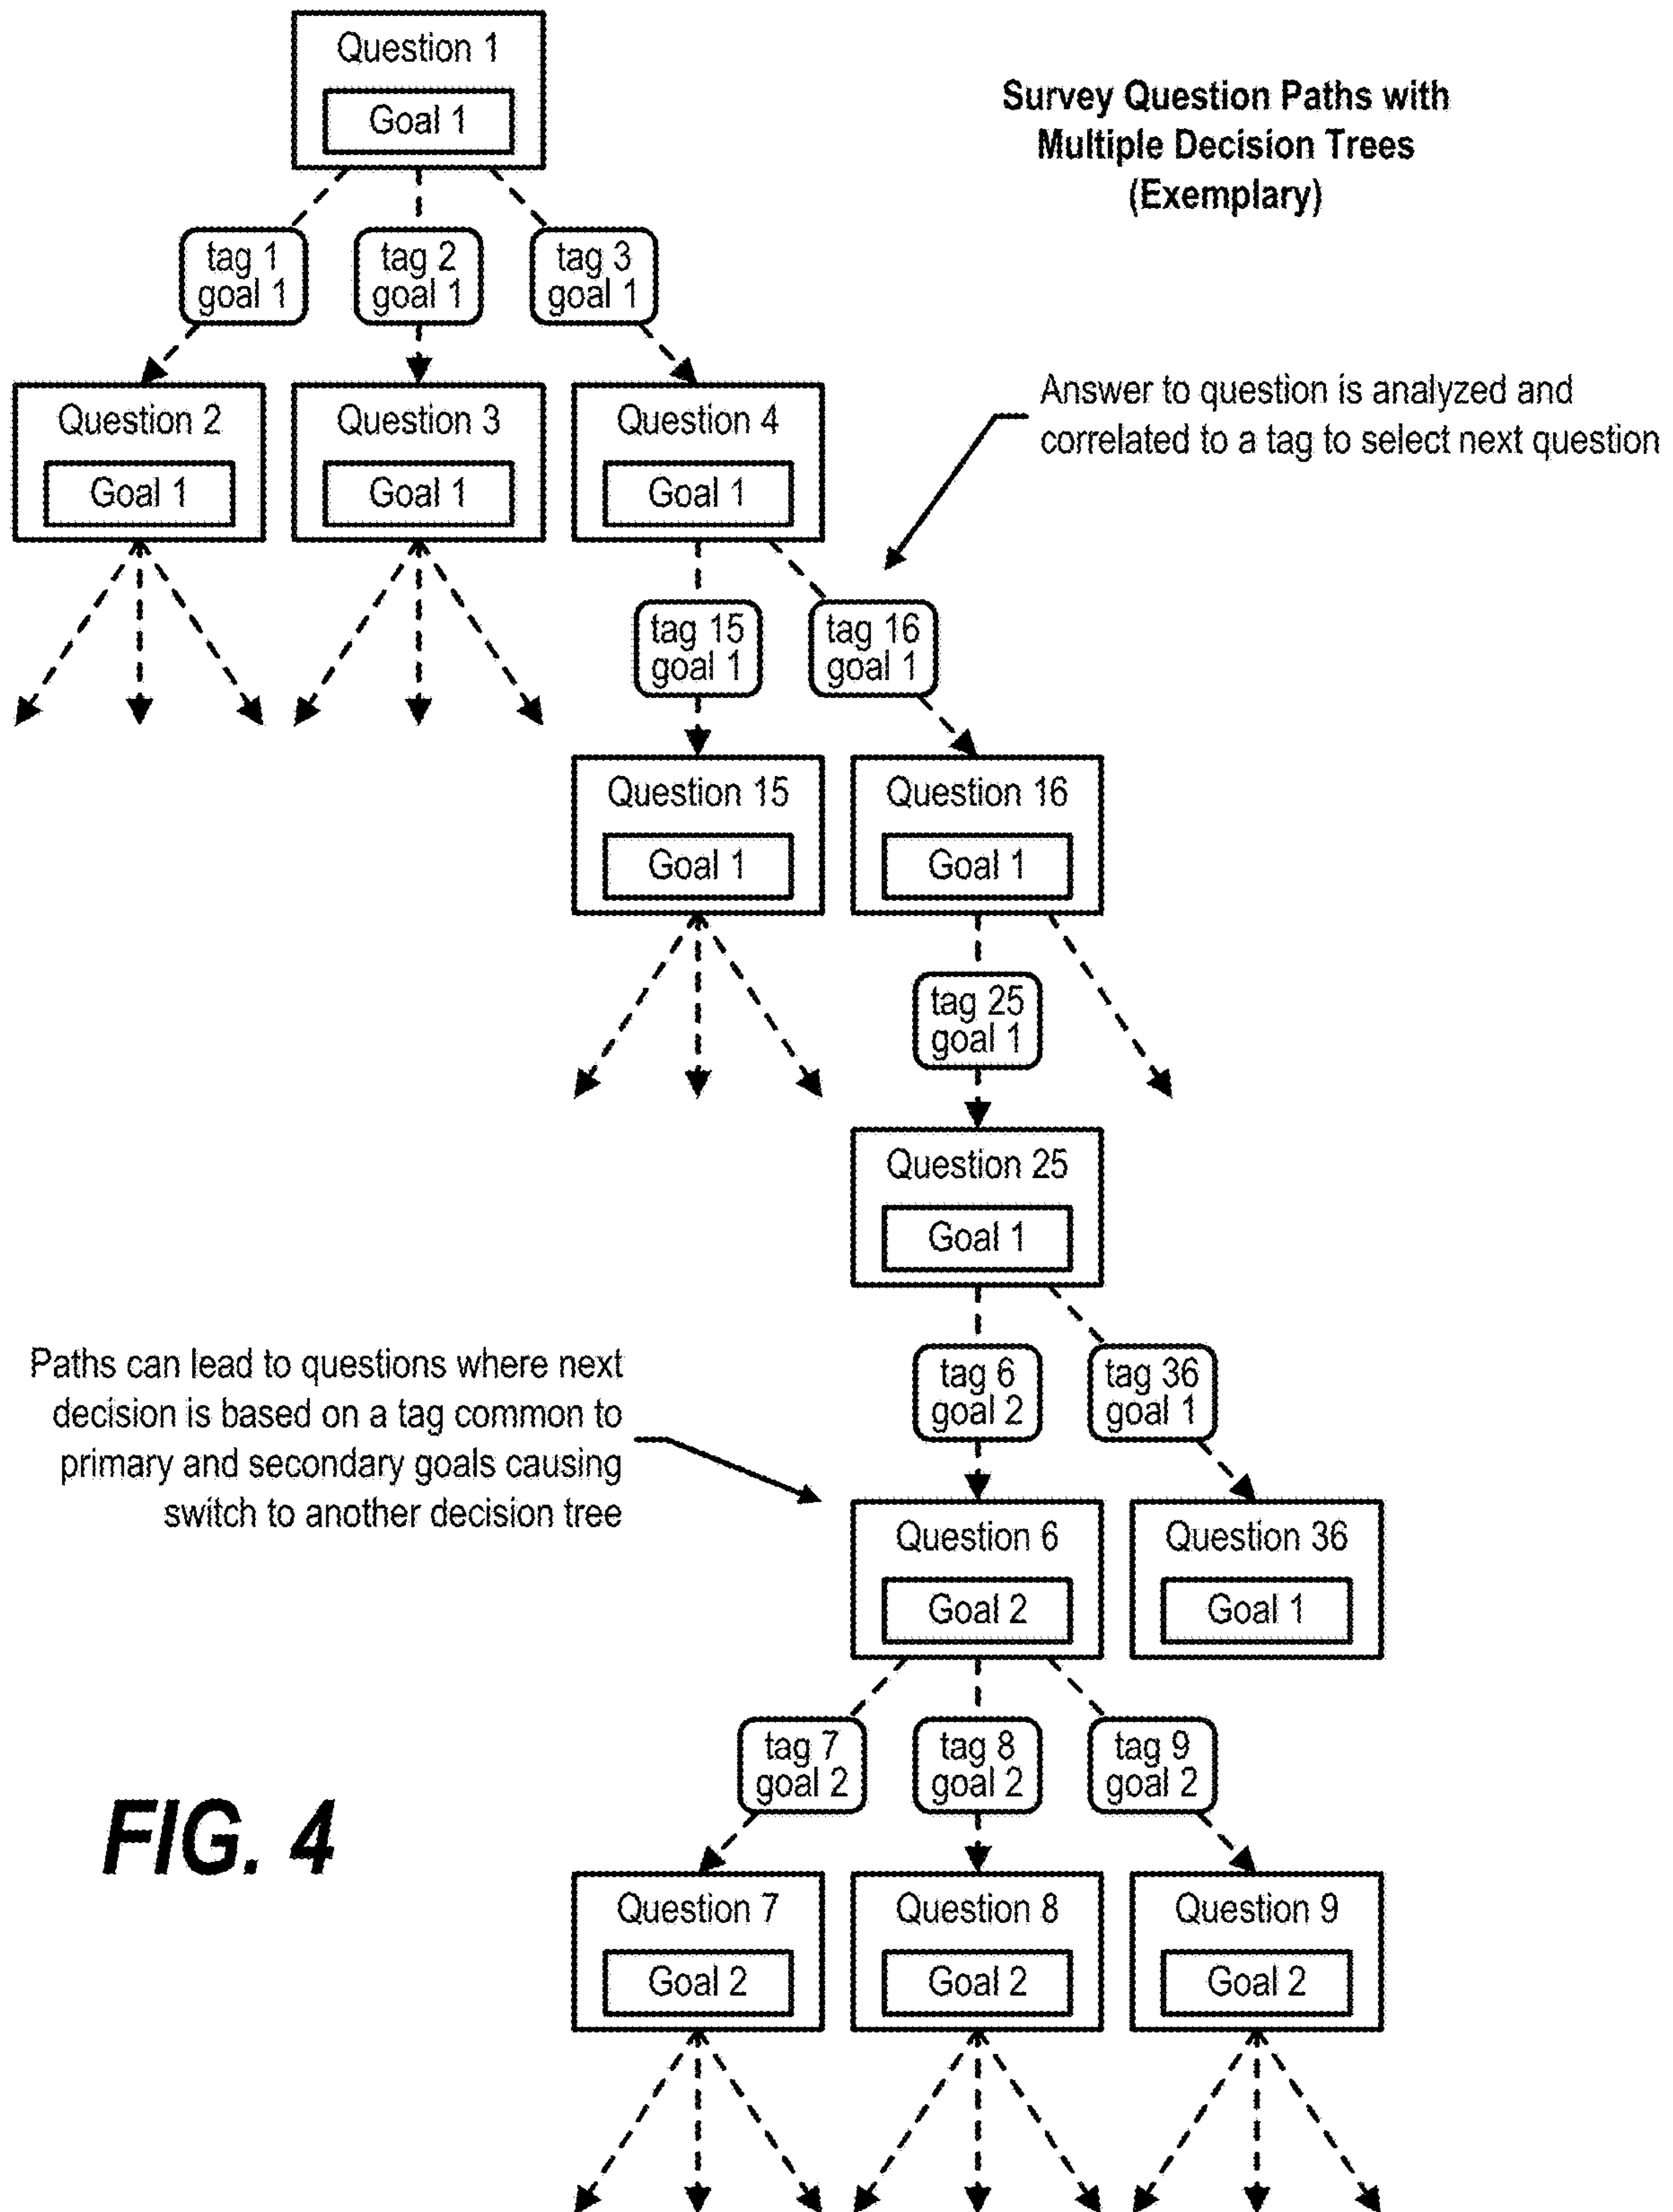 Question 1
Goal 1
Survey Question Paths with
Multiple Decision Trees
(Exemplary)
tag 1
goal 1
tag 2
goal 1
tag 3
goal 1
Question 2
Goal 1
Question 3
Goal 1
Question 4
Goal 1
Answer to question is analyzed and
correlated to a tag to select next question
tag 15
goal 1
tag 16
goal 1
Question 15
Goal 1
Question 16
Goal 1
tag 25
goal 1
Question 25
Goal 1
Paths can lead to questions where next
decision is based on a tag common to
primary and secondary goals causing
switch to another decision tree
tag 6
goal 2
tag 36
goal 1
Question 6
Goal 2
Question 36
Goal 1
tag 7
goal 2
tag 8
goal 2
tag 9
goal 2
FIG. 4
Question 7
Goal 2
Question 8
Goal 2
Question 9
Goal 2